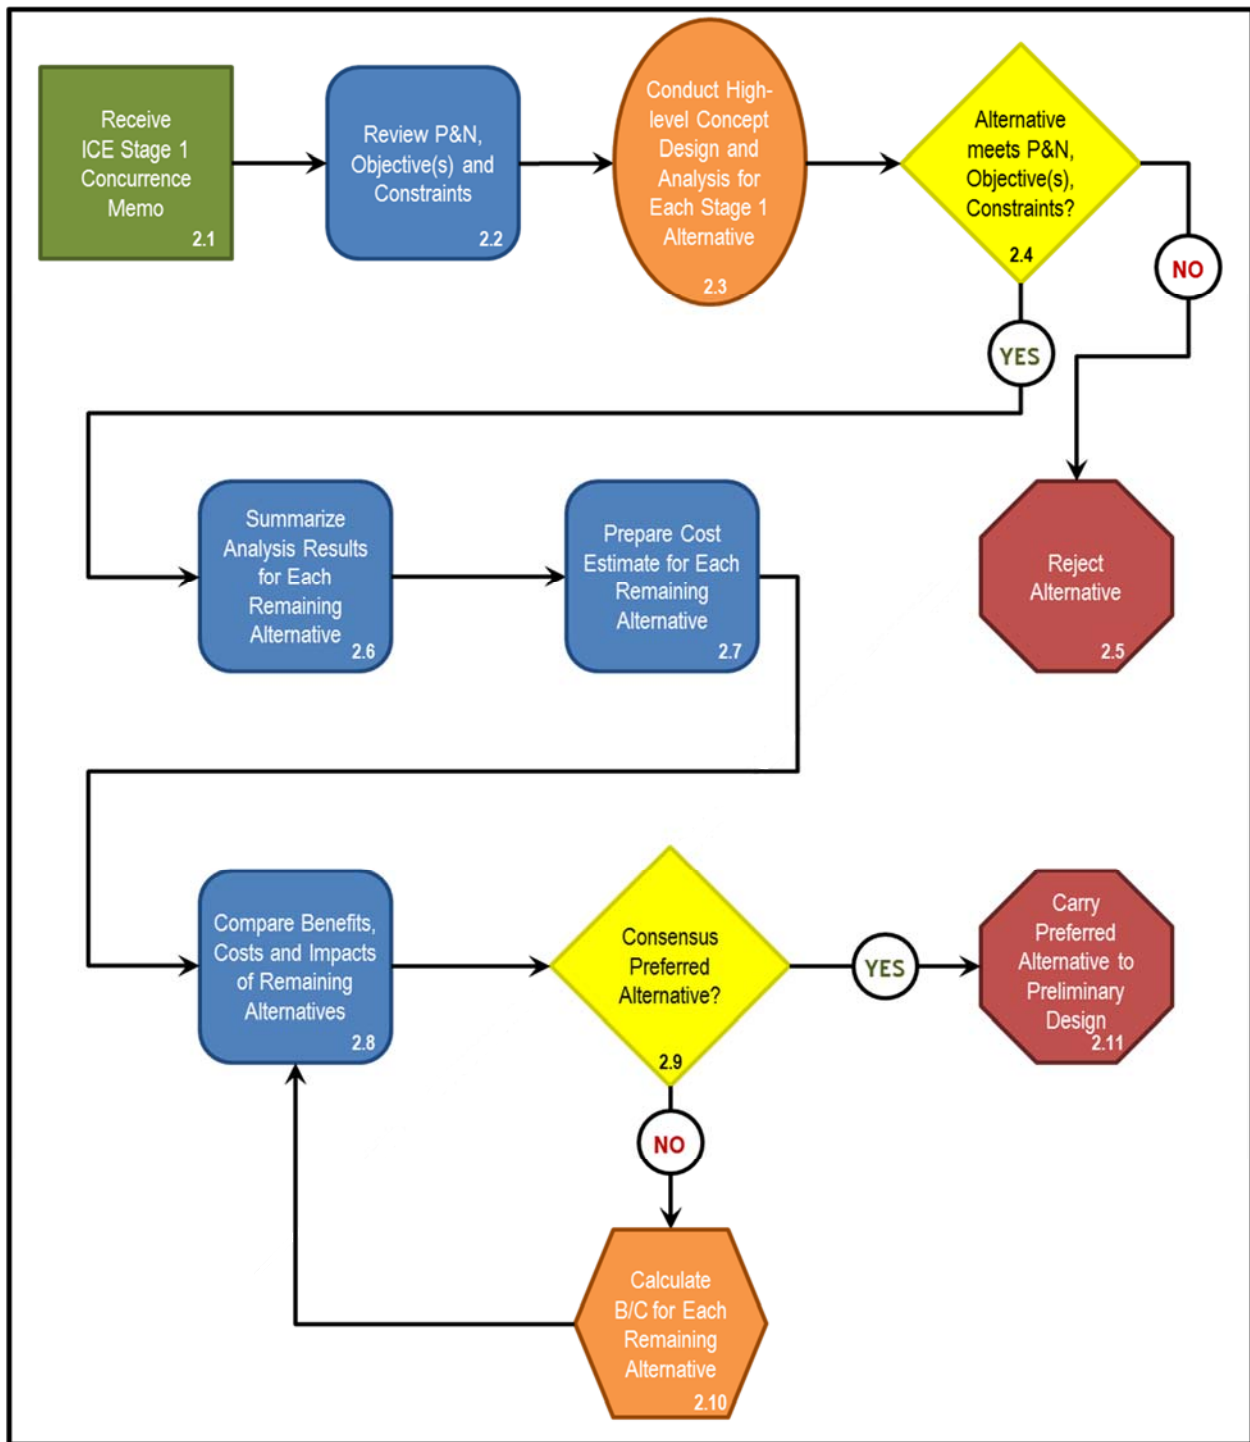 Receive
ICE Stage 1
Concurrence
Memo
2.1
Review P&N,
Objective(s) and
Constraints
2.2
Conduct High-
level Concept
Design and
Analysis for
Each Stage 1
Alternative
2.3
Alternative
meets P&N,
Objective(s),
Constraints?
2.4
NO
YES
Summarize
Analysis Results
for Each
Remaining
Alternative
2.6
Prepare Cost
Estimate for Each
Remaining
Alternative
2.7
Reject
Alternative
2.5
Compare Benefits,
Costs and Impacts
of Remaining
Alternatives
2.8
Consensus
Preferred
Alternative?
2.9
YES
Carry
Preferred
Alternative to
Preliminary
Design
2.11
NO
Calculate
B/C for Each
Remaining
Alternative
2.10